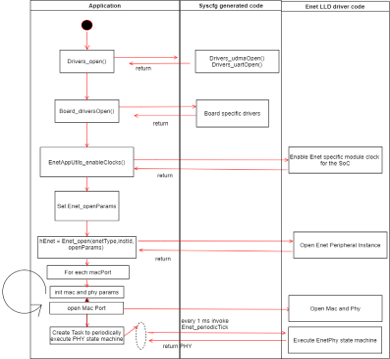 Application
Syscfg generated code
Enet LLD driver code
Drivers_open()
return
Drivers_udmaOpen()
Drivers_uartOpen()
Board_driversOpen()
return
Board specific drivers
EnetAppUtils_enableClocks()
return
Enable Enet specific module clock
for the SoC
Set Enet_openParams
hEnet = Enet_open(enetType,instId,
openParams)
return
Open Enet Peripheral Instance
For each macPort
init mac and phy params
open Mac Port
Open Mac and Phy
Create Task to periodically
execute PHY state machine
every 1 ms invoke
Enet_periodicTick
return PHY
Execute EnetPhy state machine